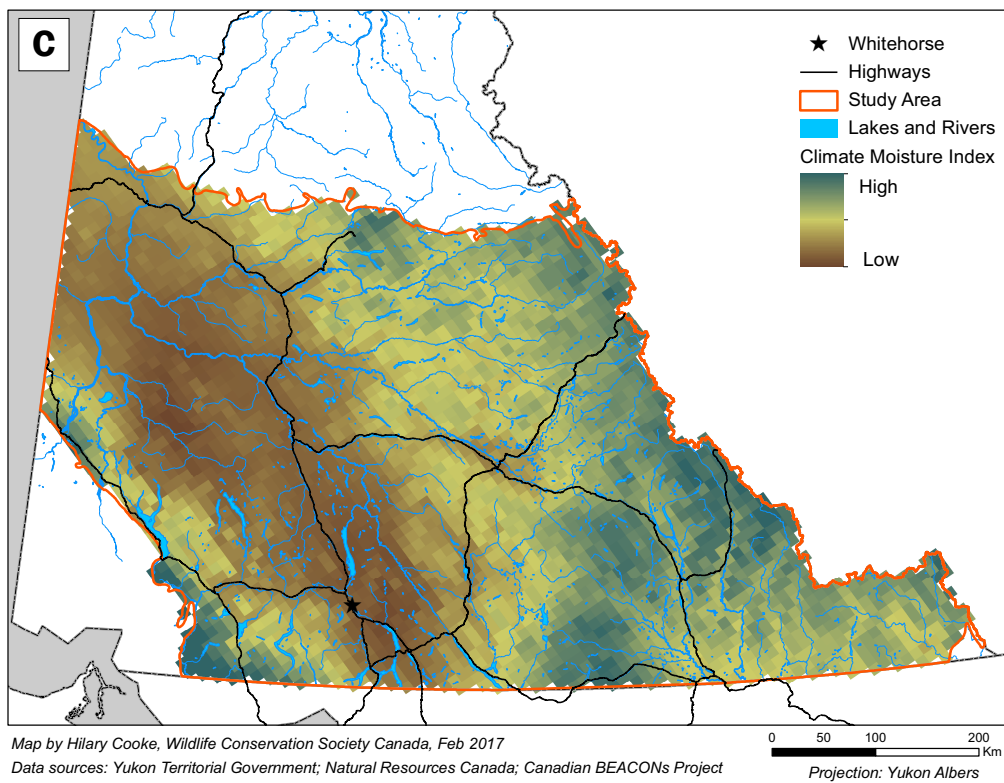 C
Whitehorse
Highways
Study Area
Lakes and Rivers
Climate Moisture Index
High
Low
Map by Hilary Cooke, Wildlife Conservation Society Canada, Feb 2017
Data sources: Yukon Territorial Government; Natural Resources Canada; Canadian BEACONs Project
0 50 100 200
Km
Projection: Yukon Albers